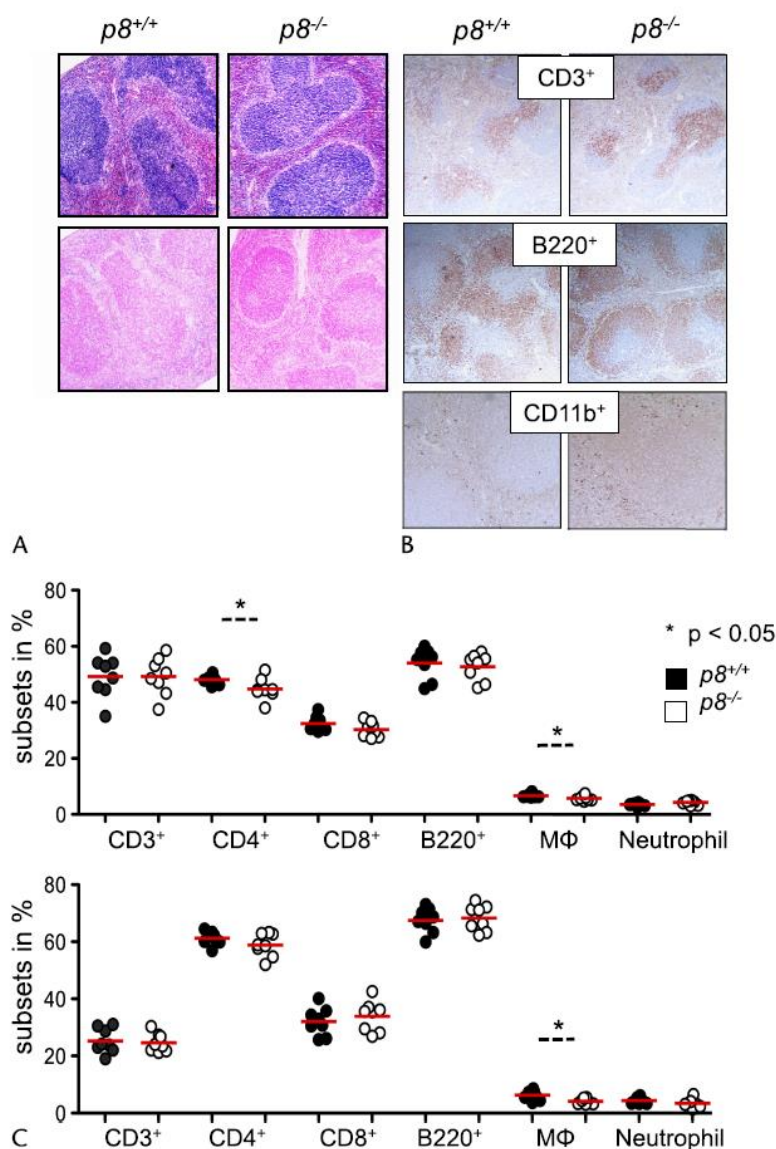 p8+/+ p8-/- p8+/+ p8-/-
CD3+
B220+
CD11b+
A B
subsets in %
80
60
40
20
0
*
*
* p < 0.05
p8+/+
p8-/-
CD3+ CD4+ CD8+ B220+ MΦ Neutrophil
subsets in %
80
60
40
20
0
*
C CD3+ CD4+ CD8+ B220+ MΦ Neutrophil